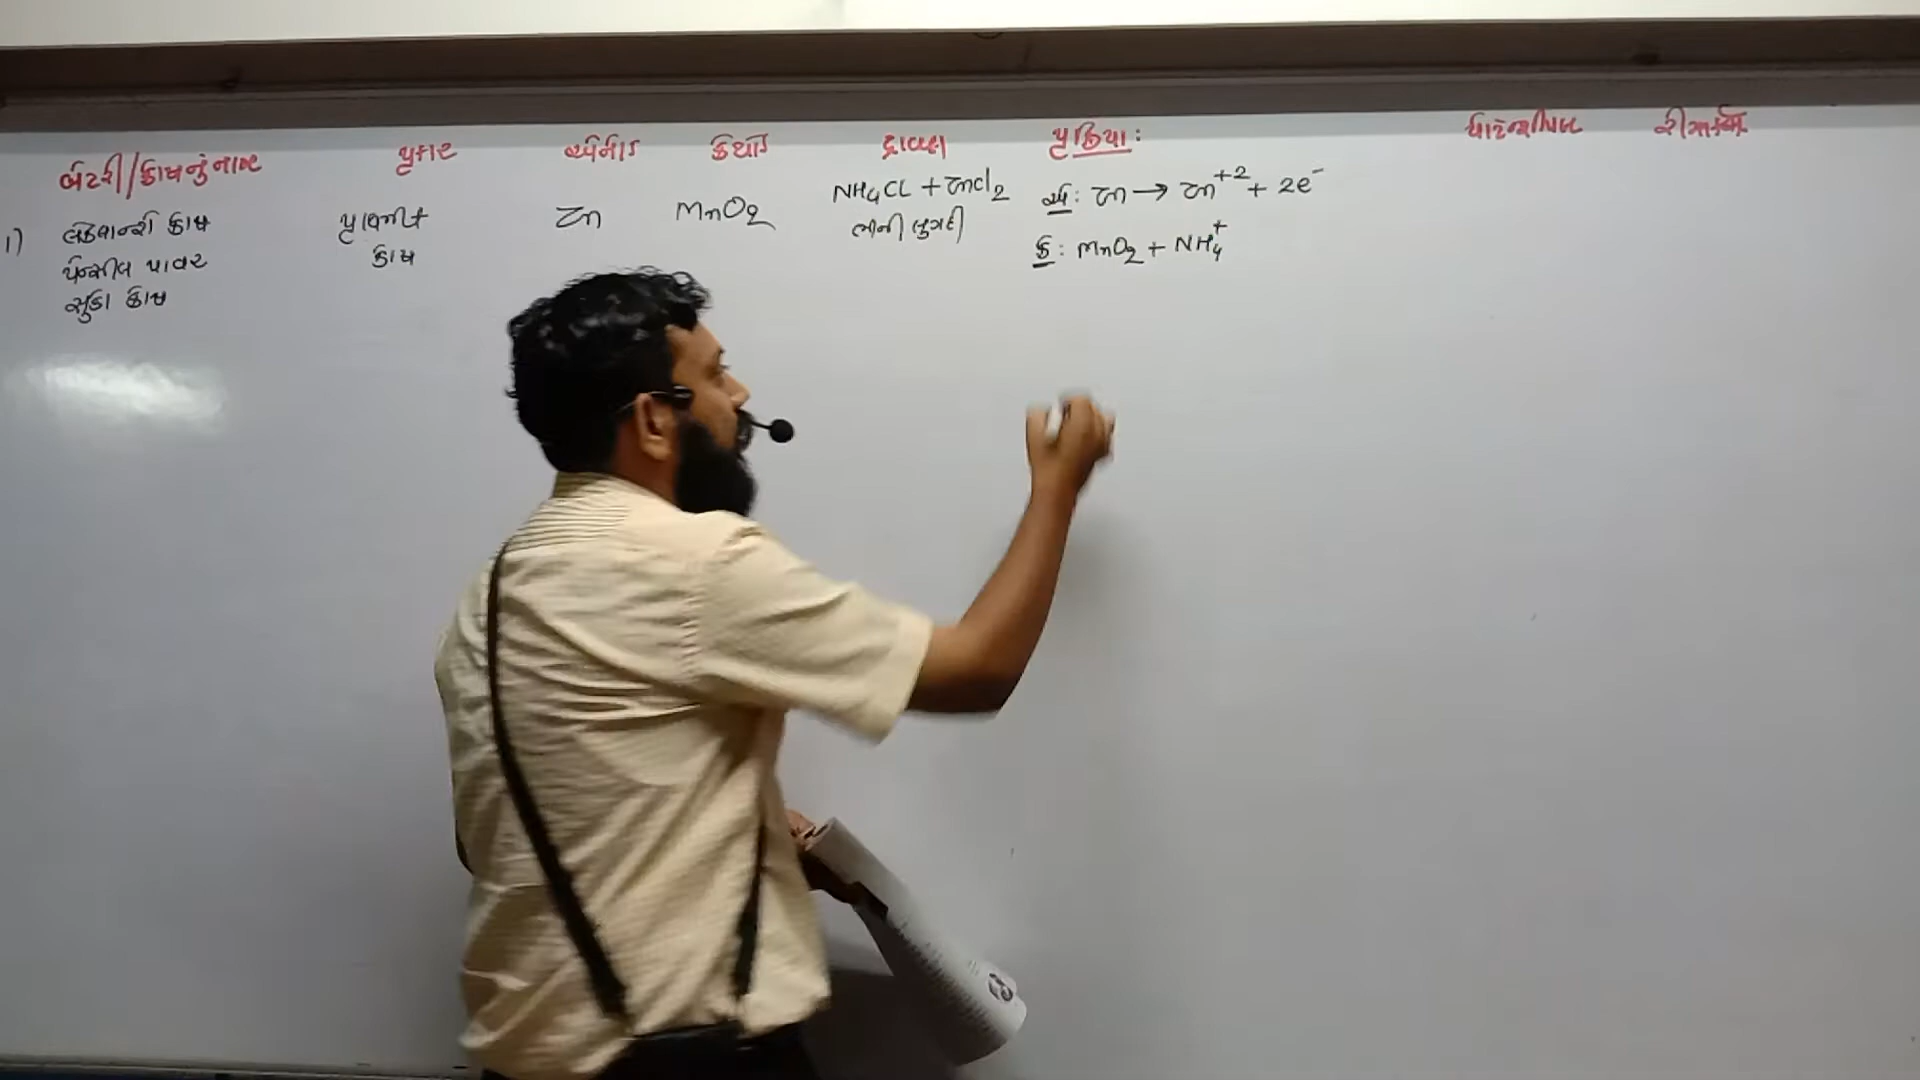 બેટરી/કોષનું નામ પ્રકાર એનોડ કેથોડ દ્રાવણ પ્રક્રિયા: પોટેન્શીયલ રીમાર્ક
1) લેકલાન્શે કોષ પ્રાથમિક Zn MnO2 NH4Cl + ZnCl2 એ: Zn → Zn+2 + 2e-
પેન્સીલ પાવર કોષ ભીની લુગદી કે: MnO2 + NH4+
સુકો કોષ